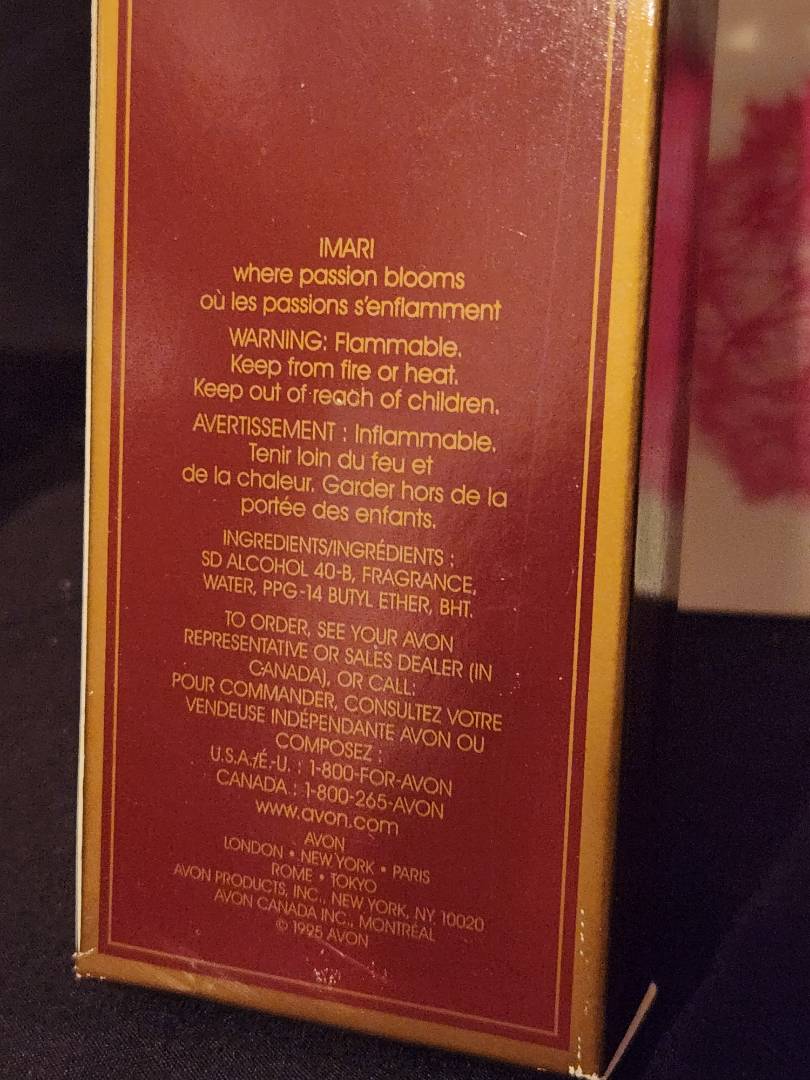 IMARI
where passion blooms
où les passions s'enflamment
WARNING: Flammable.
Keep from fire or heat.
Keep out of reach of children.
AVERTISSEMENT : Inflammable.
Tenir loin du feu et
de la chaleur. Garder hors de la
portée des enfants.
INGREDIENTS/INGRÉDIENTS :
SD ALCOHOL 40-B, FRAGRANCE,
WATER, PPG-14 BUTYL ETHER, BHT.
TO ORDER, SEE YOUR AVON
REPRESENTATIVE OR SALES DEALER (IN
CANADA), OR CALL:
POUR COMMANDER, CONSULTEZ VOTRE
VENDEUSE INDÉPENDANTE AVON OU
COMPOSEZ :
U.S.A./É.-U. : 1-800-FOR-AVON
CANADA : 1-800-265-AVON
www.avon.com
AVON
LONDON • NEW YORK • PARIS
ROME • TOKYO
AVON PRODUCTS, INC., NEW YORK, NY, 10020
AVON CANADA INC., MONTRÉAL
© 1995 AVON